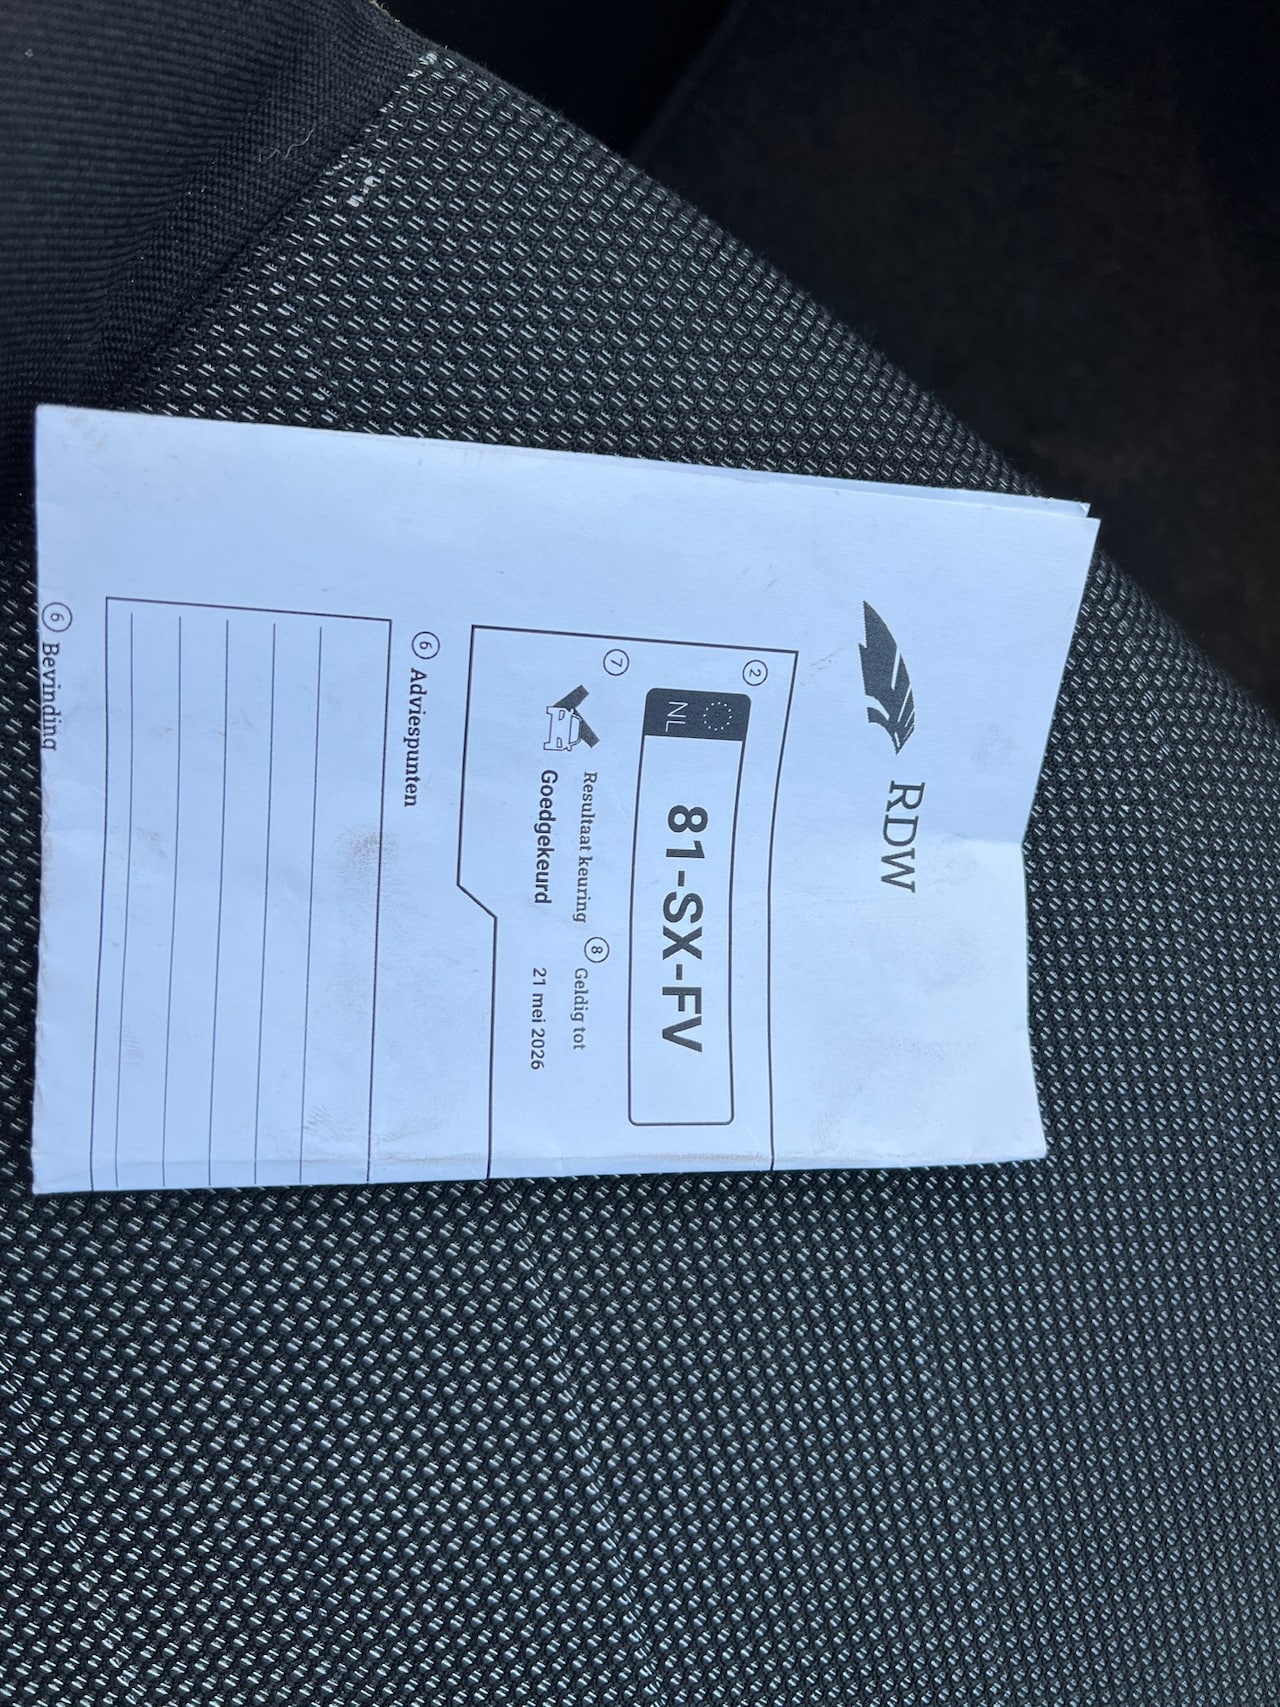 RDW
2
NL 81-SX-FV
7 Resultaat keuring 8 Geldig tot
Goedgekeurd 21 mei 2026
6 Adviespunten
6 Bevinding